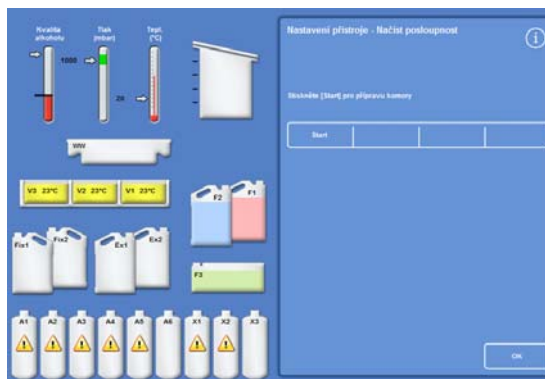 Kvalita
alkoholu
Tlak
(mbar)
Tepl.
(°C)
1000
20
WW
V3 23°C
V2 23°C
V1 23°C
F2
F1
Fix1
Fix2
Ex1
Ex2
F3
A1
A2
A3
A4
A5
A6
X1
X2
X3
Nastavení přístroje - Načíst posloupnost
i
Stiskněte [Start] pro přípravu komory
Start
OK